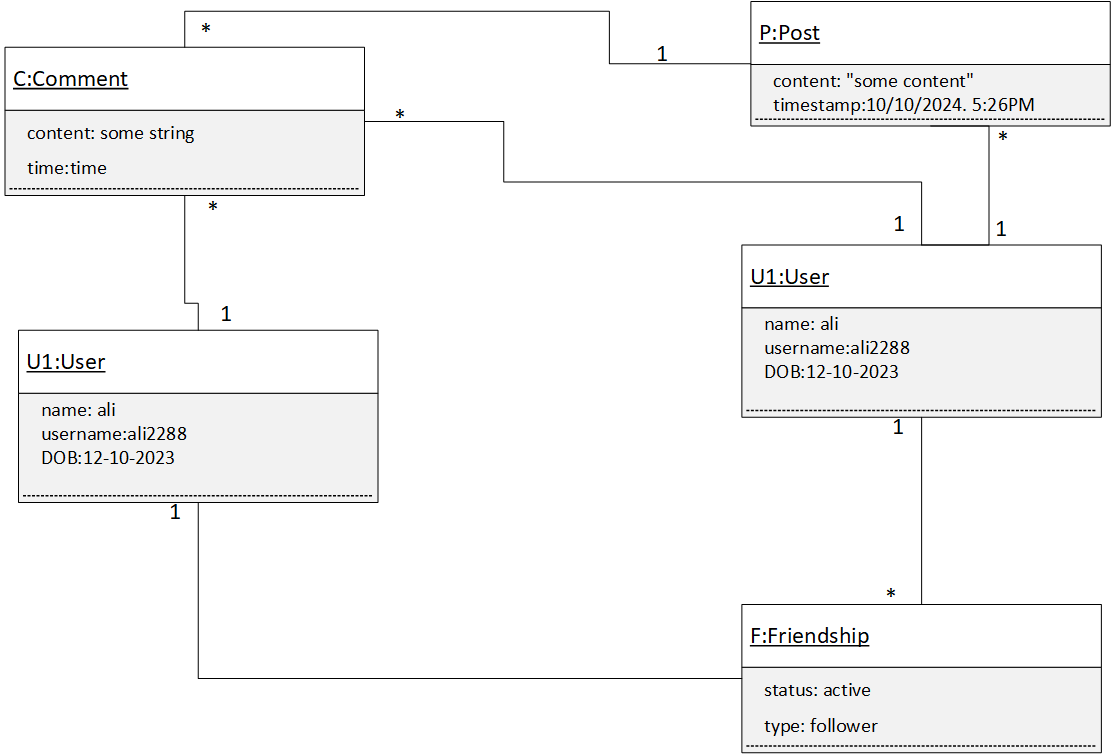 *
P:Post
1
content: "some content"
timestamp:10/10/2024. 5:26PM
*
C:Comment
*
content: some string
time:time
*
1
1
1
U1:User
name: ali
username:ali2288
DOB:12-10-2023
1
U1:User
name: ali
username:ali2288
DOB:12-10-2023
1
*
F:Friendship
status: active
type: follower